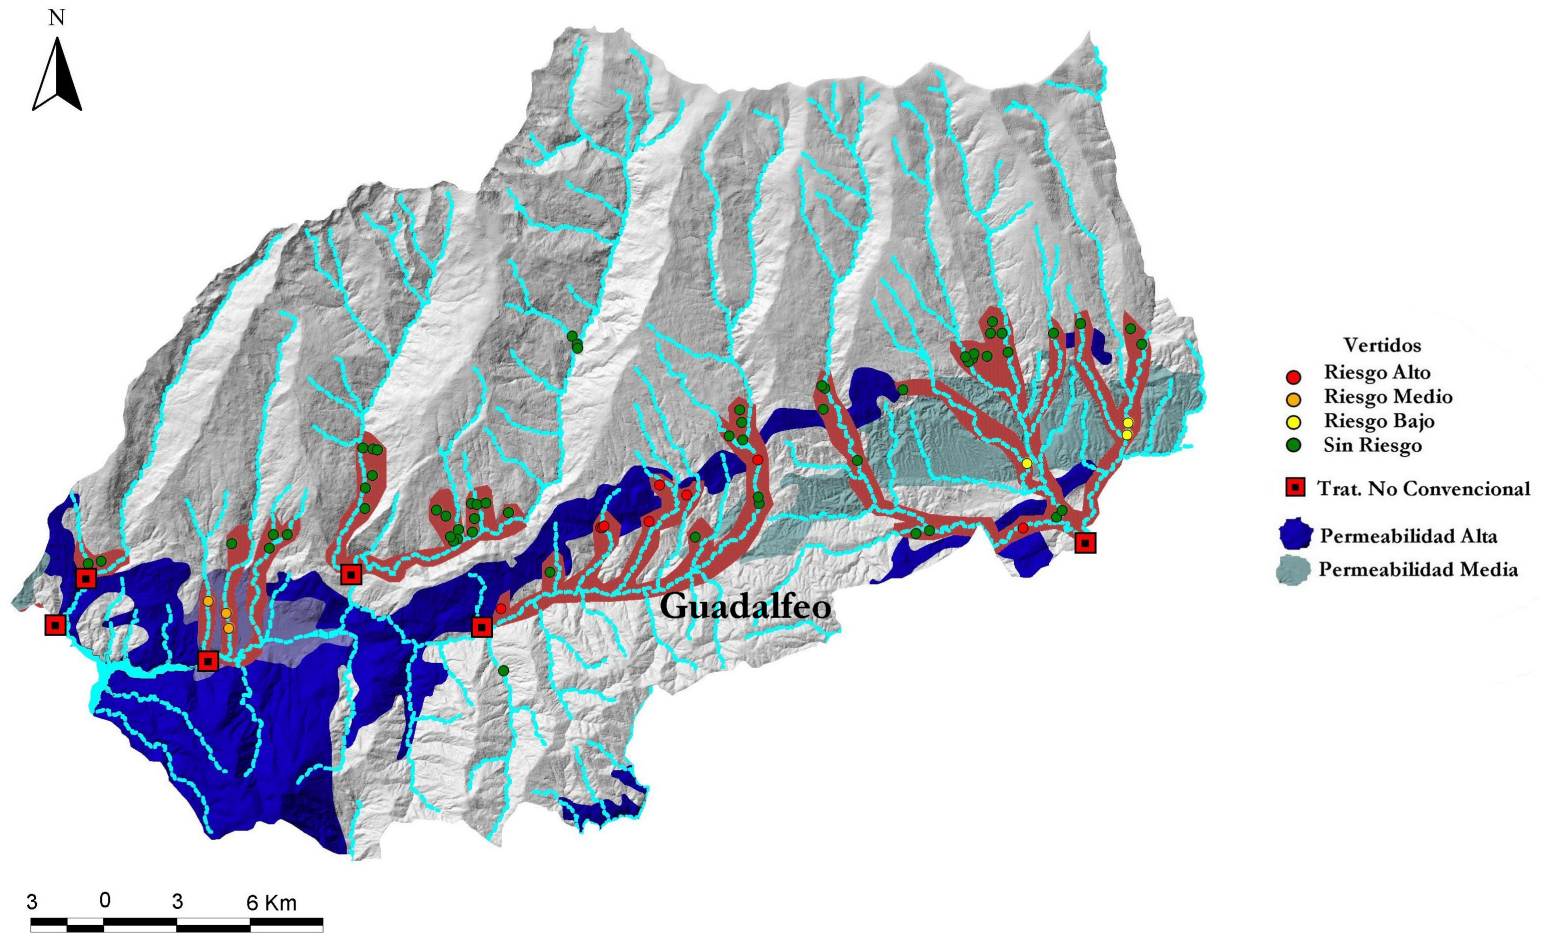 N
Vertidos
Riesgo Alto
Riesgo Medio
Riesgo Bajo
Sin Riesgo
Trat. No Convencional
Permeabilidad Alta
Permeabilidad Media
Guadalfeo
3 0 3 6 Km